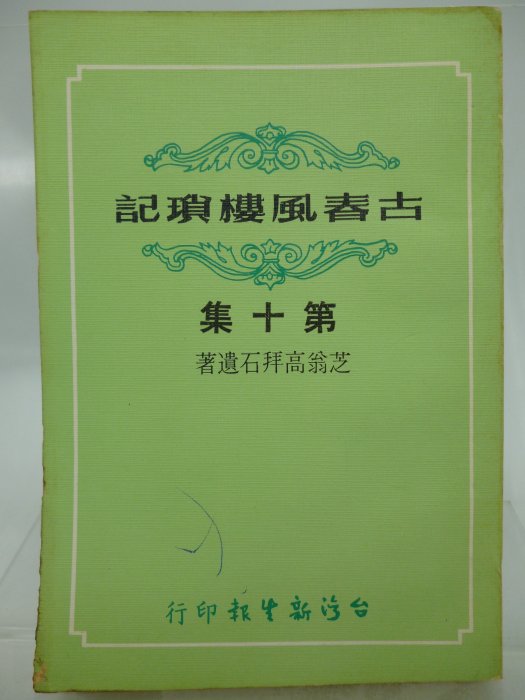 古春風樓瑣記
第十集
芝翁高拜石遺著
台灣新生報印行